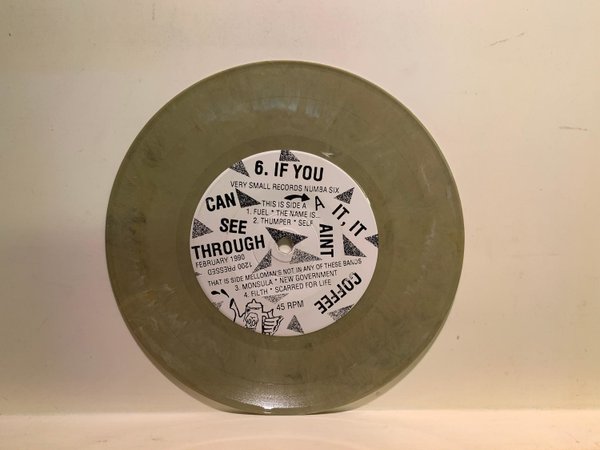 6. IF YOU
VERY SMALL RECORDS NUMBA SIX
CAN
THIS IS SIDE A
A
IT, IT
1. FUEL * THE NAME IS...
SEE
2. THUMPER * SELF
AINT
THROUGH
FEBRUARY 1990
1200 PRESSED
COFFEE
THAT IS SIDE MELLOMAN'S NOT IN ANY OF THESE BANDS
3. MONSULA * NEW GOVERNMENT
4. FILTH * SCARRED FOR LIFE
45 RPM